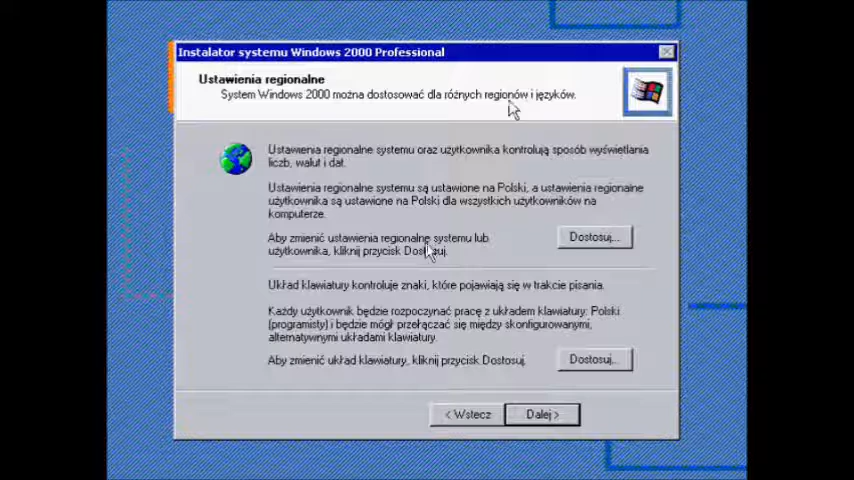 Instalator systemu Windows 2000 Professional
Ustawienia regionalne
System Windows 2000 można dostosować dla różnych regionów i języków.
Ustawienia regionalne systemu oraz użytkownika kontrolują sposób wyświetlania
liczb, walut i dat.
Ustawienia regionalne systemu są ustawione na Polski, a ustawienia regionalne
użytkownika są ustawione na Polski dla wszystkich użytkowników na
komputerze.
Aby zmienić ustawienia regionalne systemu lub
użytkownika, kliknij przycisk Dostosuj.
Dostosuj...
Układ klawiatury kontroluje znaki, które pojawiają się w trakcie pisania.
Każdy użytkownik będzie rozpoczynać pracę z układem klawiatury: Polski
(programisty) i będzie mógł przełączać się między skonfigurowanymi,
alternatywnymi układami klawiatury.
Aby zmienić układ klawiatury, kliknij przycisk Dostosuj.
Dostosuj...
< Wstecz
Dalej >